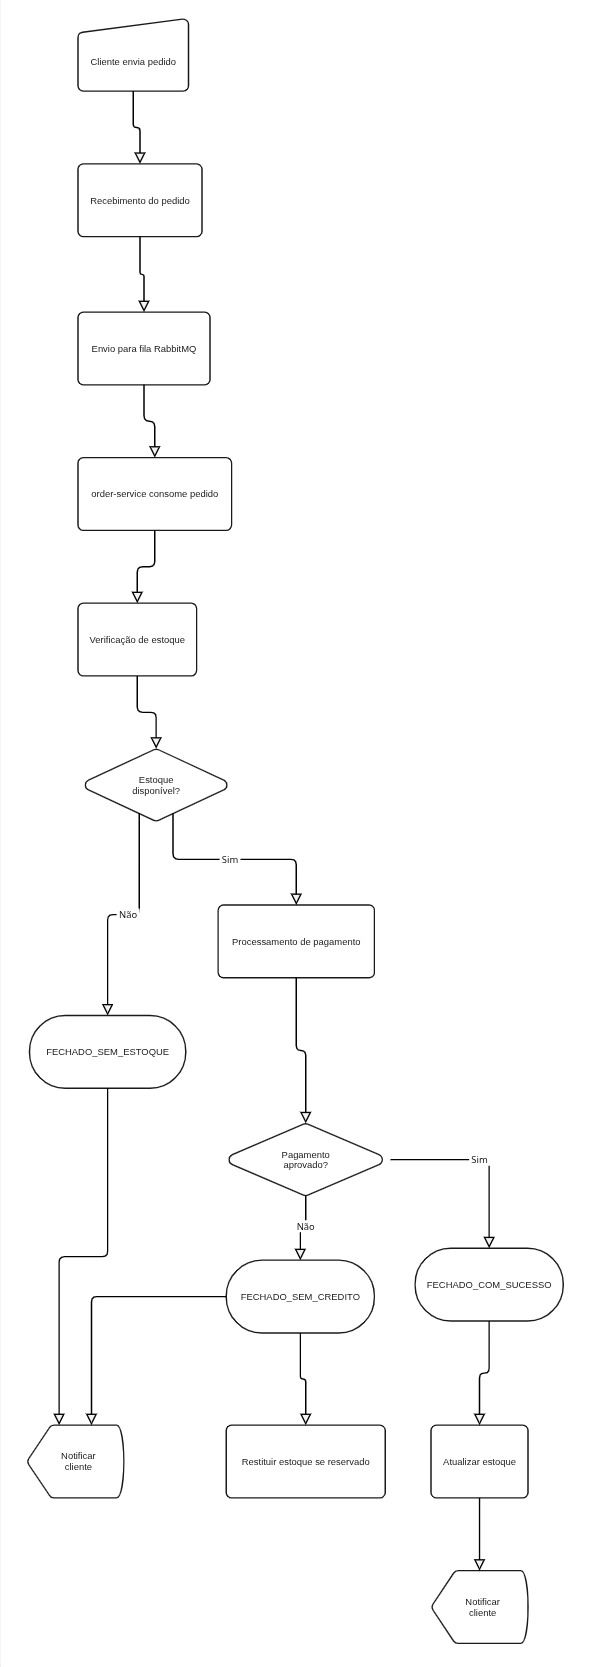 Cliente envia pedido
Recebimento do pedido
Envio para fila RabbitMQ
order-service consome pedido
Verificação de estoque
Estoque
disponível?
Sim
Não
Processamento de pagamento
FECHADO_SEM_ESTOQUE
Pagamento
aprovado?
Sim
Não
FECHADO_COM_SUCESSO
FECHADO_SEM_CREDITO
Notificar
cliente
Restituir estoque se reservado
Atualizar estoque
Notificar
cliente